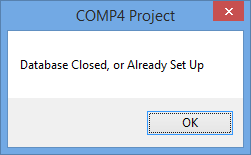 COMP4 Project
Database Closed, or Already Set Up
OK